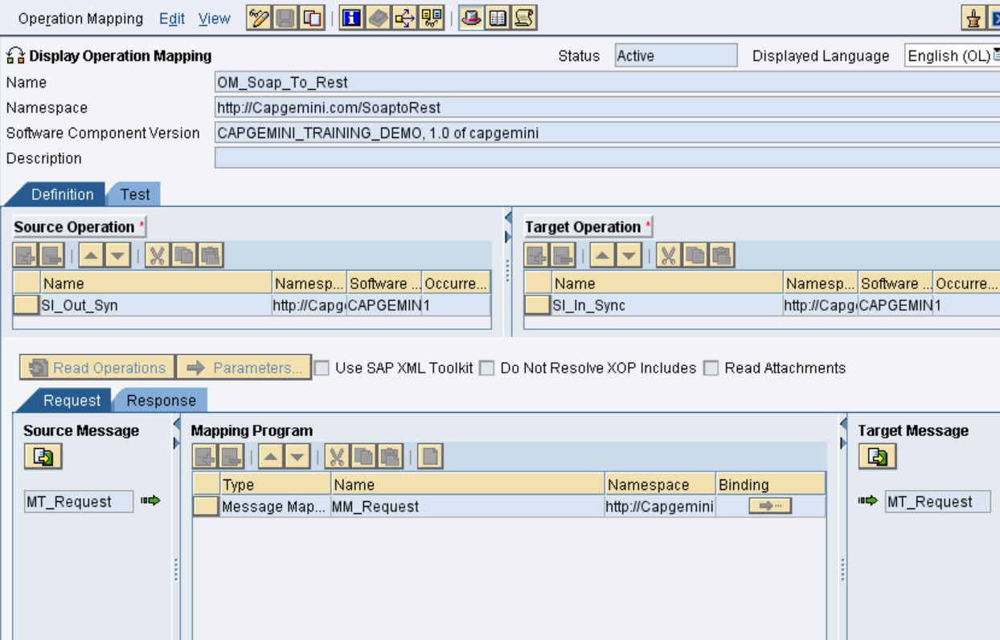 Operation Mapping Edit View
Display Operation Mapping Status Active Displayed Language English (OL)
Name OM_Soap_To_Rest
Namespace http://Capgemini.com/SoaptoRest
Software Component Version CAPGEMINI_TRAINING_DEMO, 1.0 of capgemini
Description
Definition Test
Source Operation * Target Operation *
Name Namesp... Software ... Occurre... Name Namesp... Software ... Occurre...
SI_Out_Syn http://Capg CAPGEMIN 1 SI_In_Sync http://Capg CAPGEMIN 1
Read Operations Parameters... Use SAP XML Toolkit Do Not Resolve XOP Includes Read Attachments
Request Response
Source Message Mapping Program Target Message
Type Name Namespace Binding
MT_Request Message Map... MM_Request http://Capgemini MT_Request